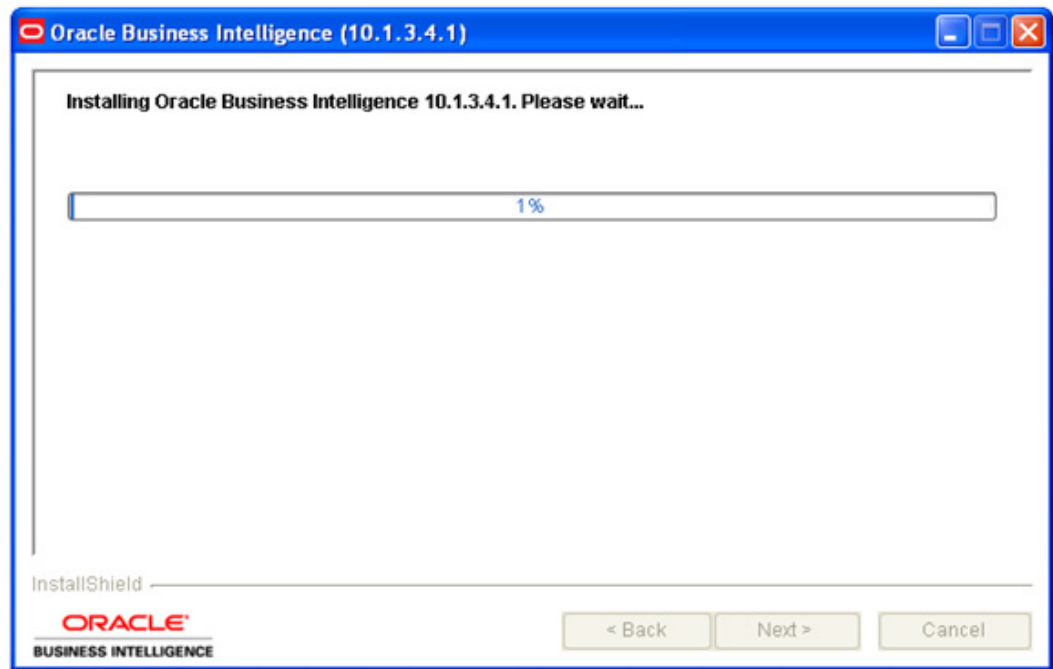 Oracle Business Intelligence (10.1.3.4.1)
Installing Oracle Business Intelligence 10.1.3.4.1. Please wait...
1%
InstallShield
ORACLE
BUSINESS INTELLIGENCE
< Back
Next >
Cancel